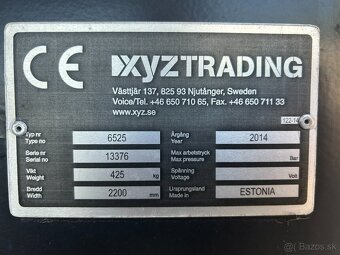 CE XYZTRADING
Västtjär 137, 825 93 Njutånger, Sweden
Voice/Tel. +46 650 710 65, Fax. +46 650 711 33
www.xyz.se
122-14
Typ nr 6525 Årgång 2014
Type no Year
Serie nr 13376 Max arbetstryck Bar
Serial no Max pressure
Vikt 425 kg Spänning Volt
Weight Voltage
Bredd 2200 mm Ursprungsland ESTONIA
Width Made in
Bazos.sk